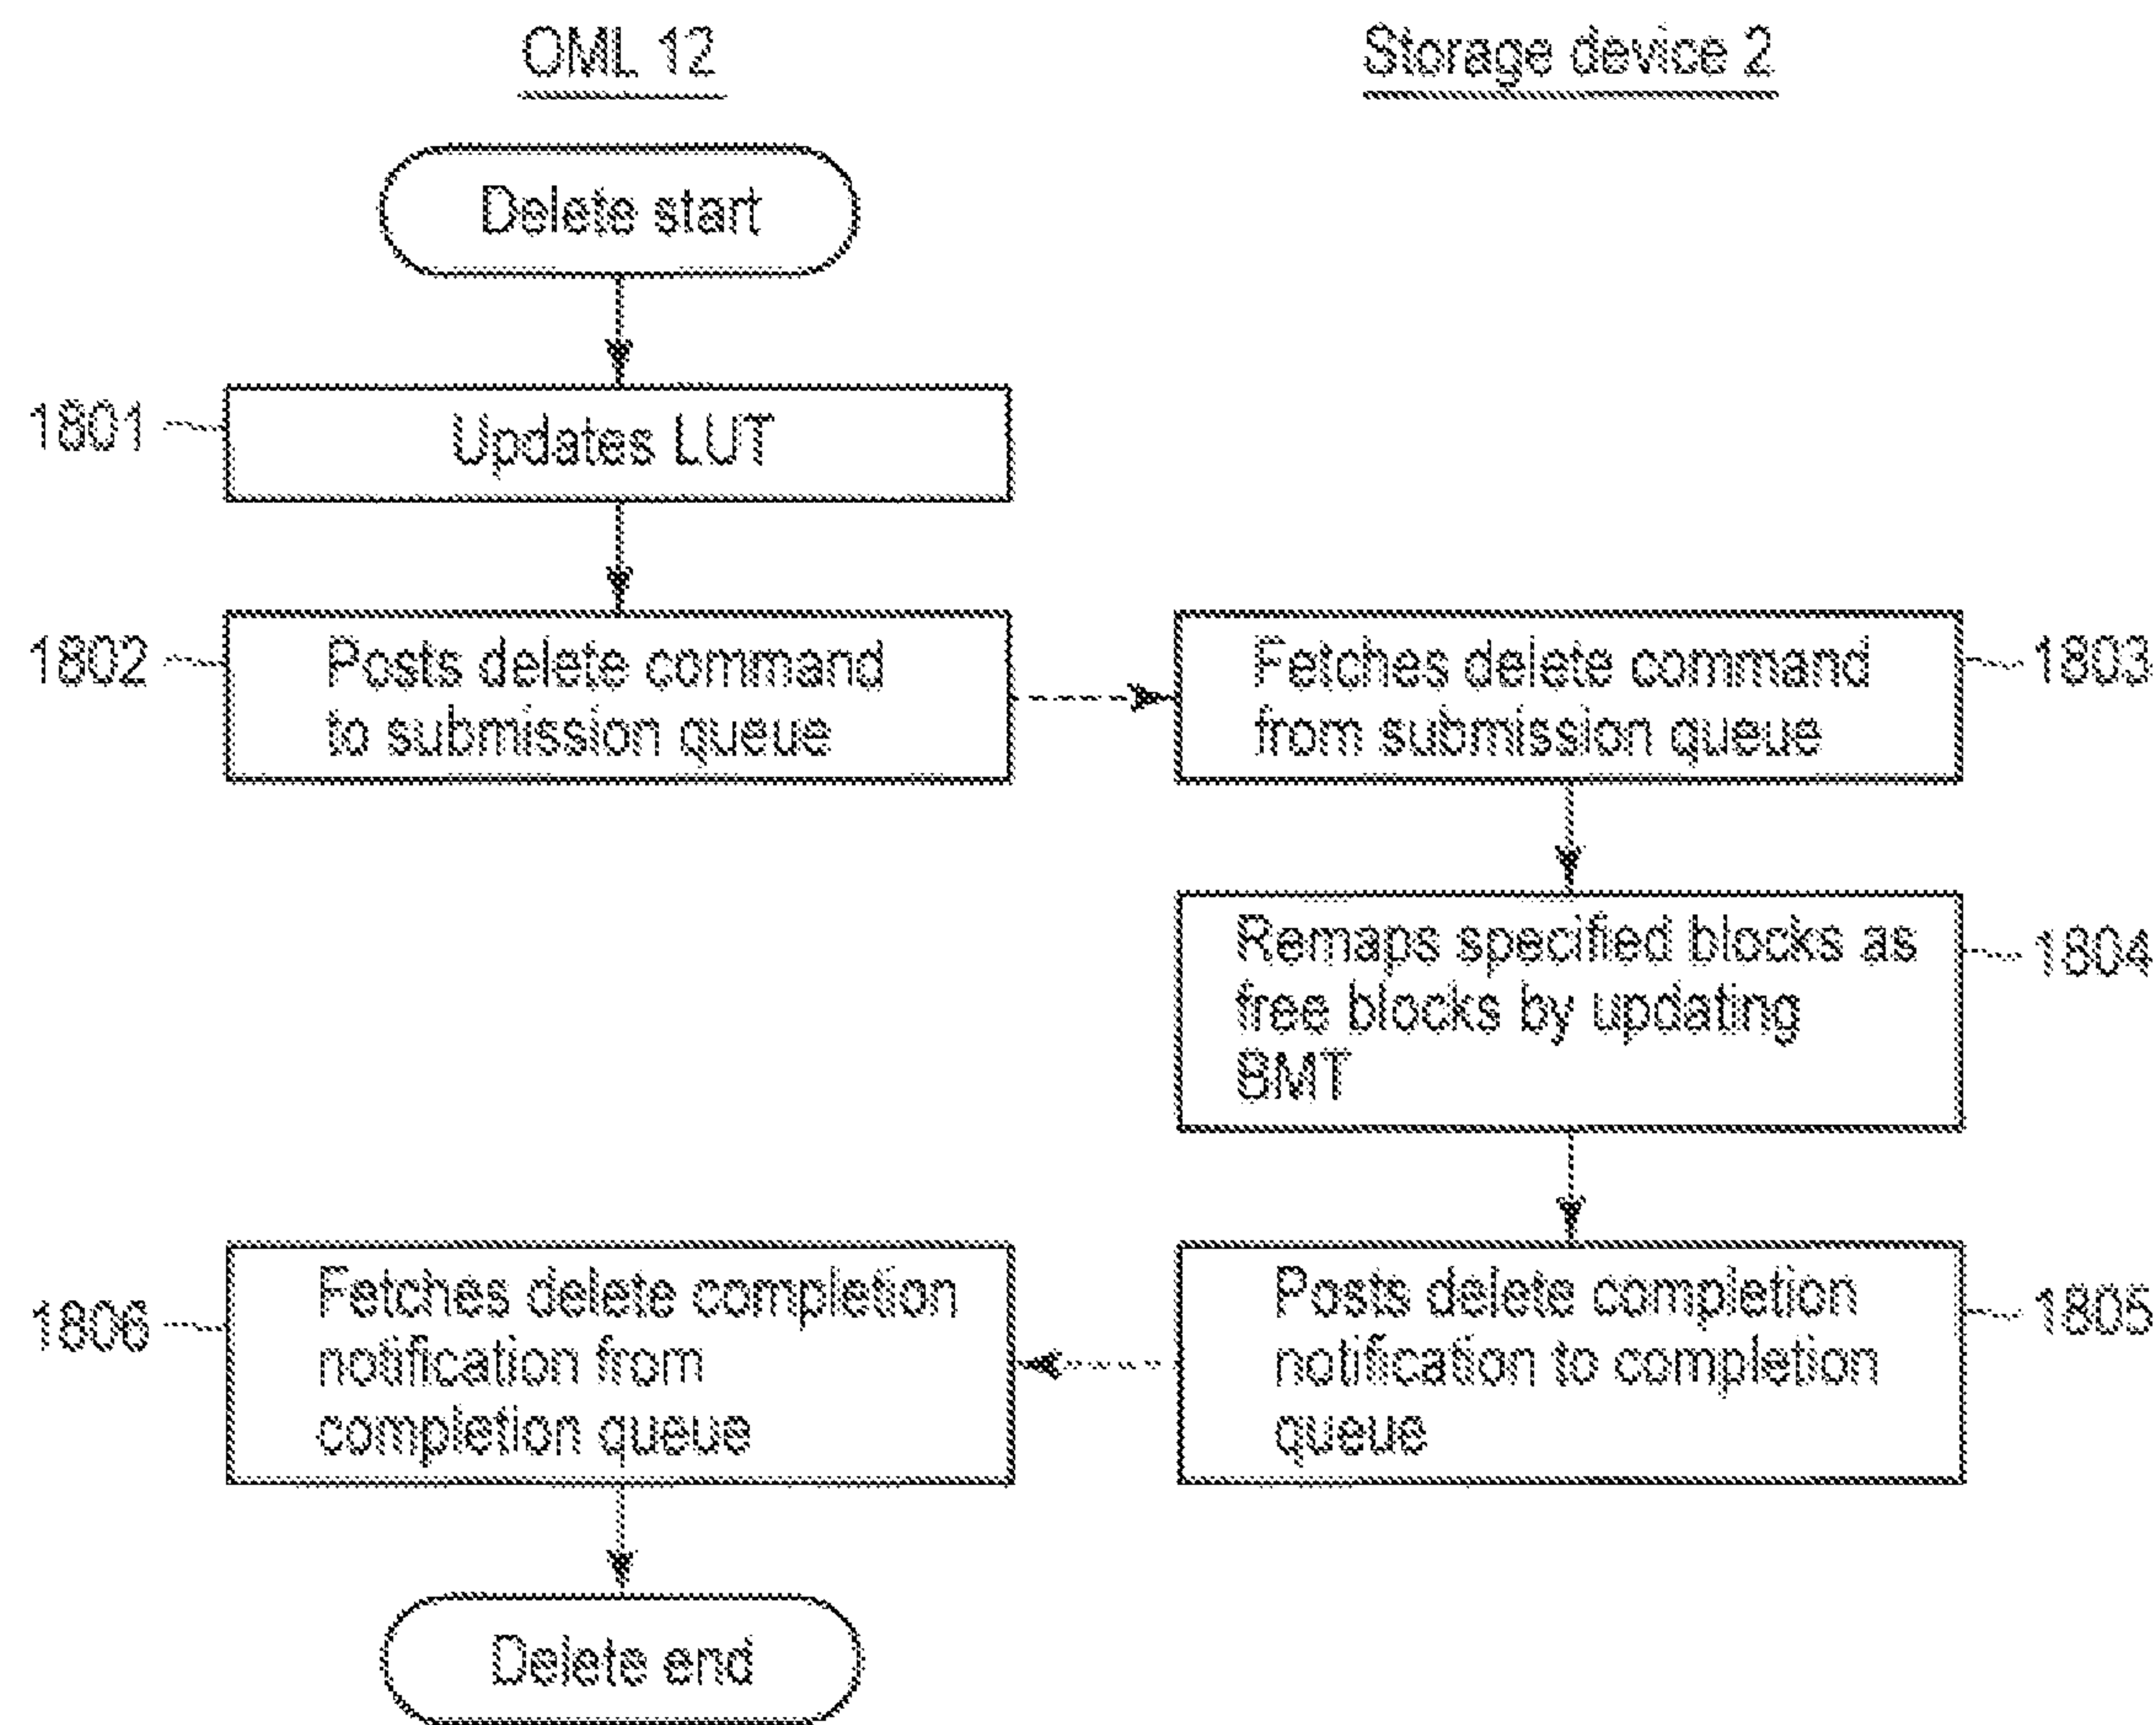 OML 12
Storage device 2
Delete start
1801
Updates LUT
1802
Posts delete command
to submission queue
Fetches delete command
from submission queue
1803
Remaps specified blocks as
free blocks by updating
BMT
1804
1806
Fetches delete completion
notification from
completion queue
Posts delete completion
notification to completion
queue
1805
Delete end